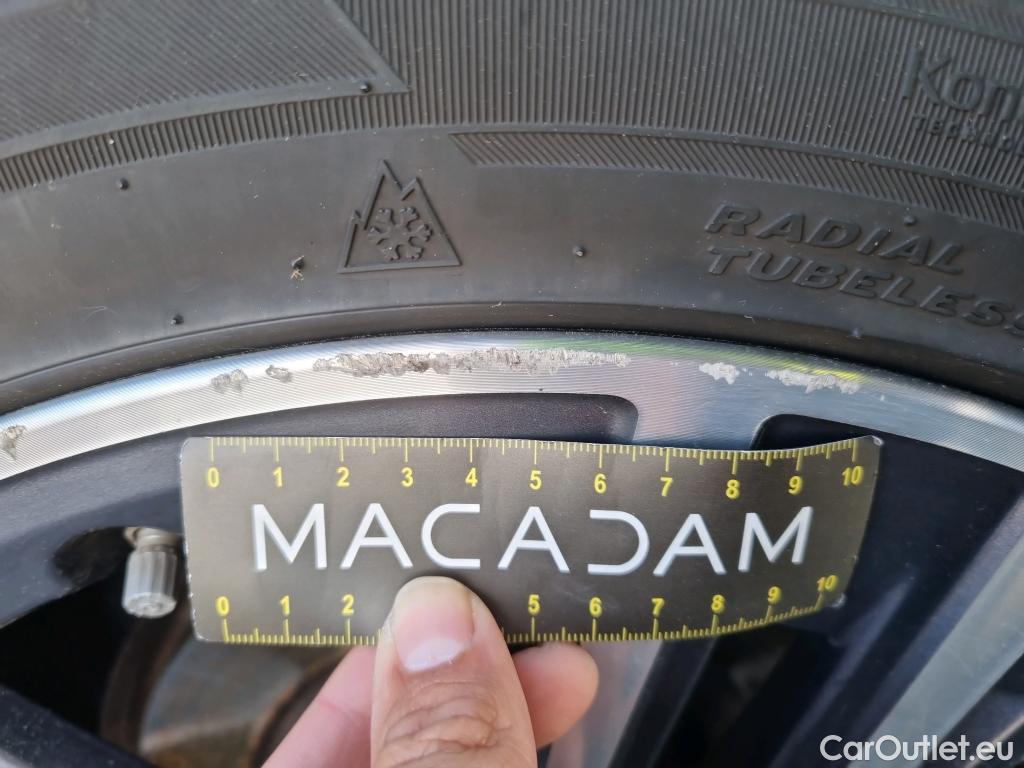 RADIAL
TUBELESS
0 1 2 3 4 5 6 7 8 9 10
MACADAM
0 1 2 5 6 7 8 9 10
CarOutlet.eu